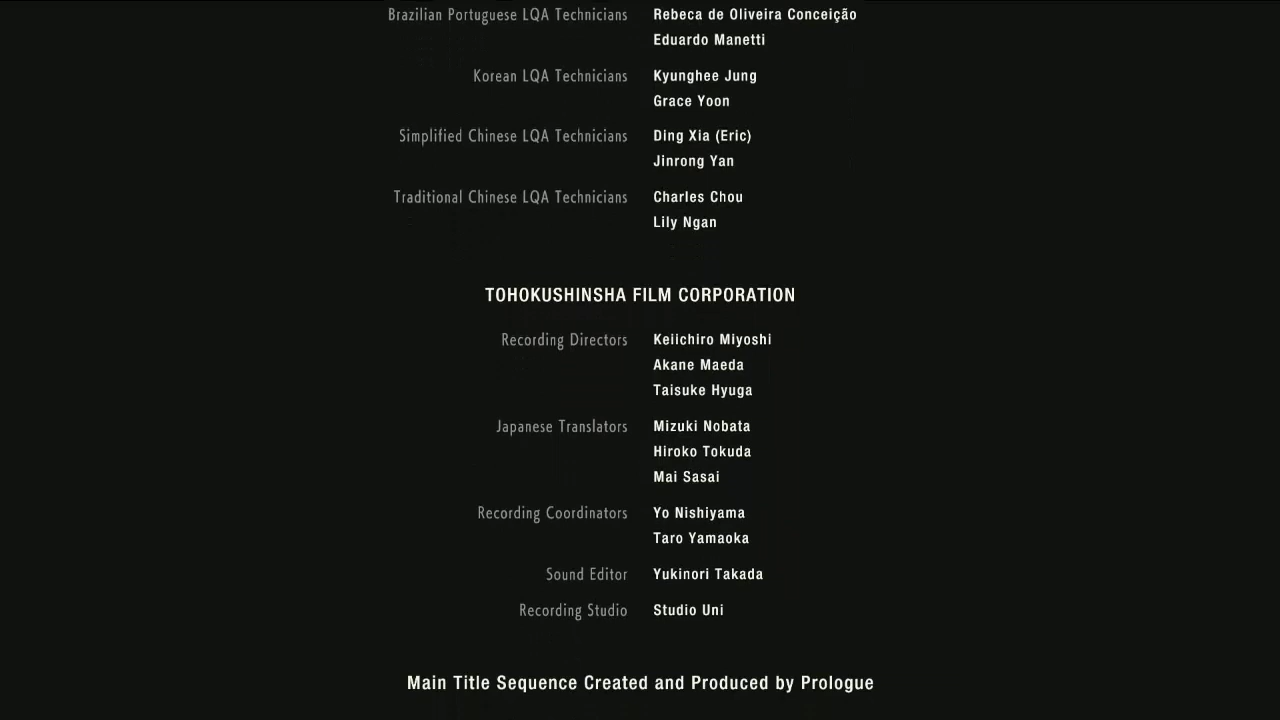 Brazilian Portuguese LQA Technicians Rebeca de Oliveira Conceição
Eduardo Manetti
Korean LQA Technicians Kyunghee Jung
Grace Yoon
Simplified Chinese LQA Technicians Ding Xia (Eric)
Jinrong Yan
Traditional Chinese LQA Technicians Charles Chou
Lily Ngan
TOHOKUSHINSHA FILM CORPORATION
Recording Directors Keiichiro Miyoshi
Akane Maeda
Taisuke Hyuga
Japanese Translators Mizuki Nobata
Hiroko Tokuda
Mai Sasai
Recording Coordinators Yo Nishiyama
Taro Yamaoka
Sound Editor Yukinori Takada
Recording Studio Studio Uni
Main Title Sequence Created and Produced by Prologue